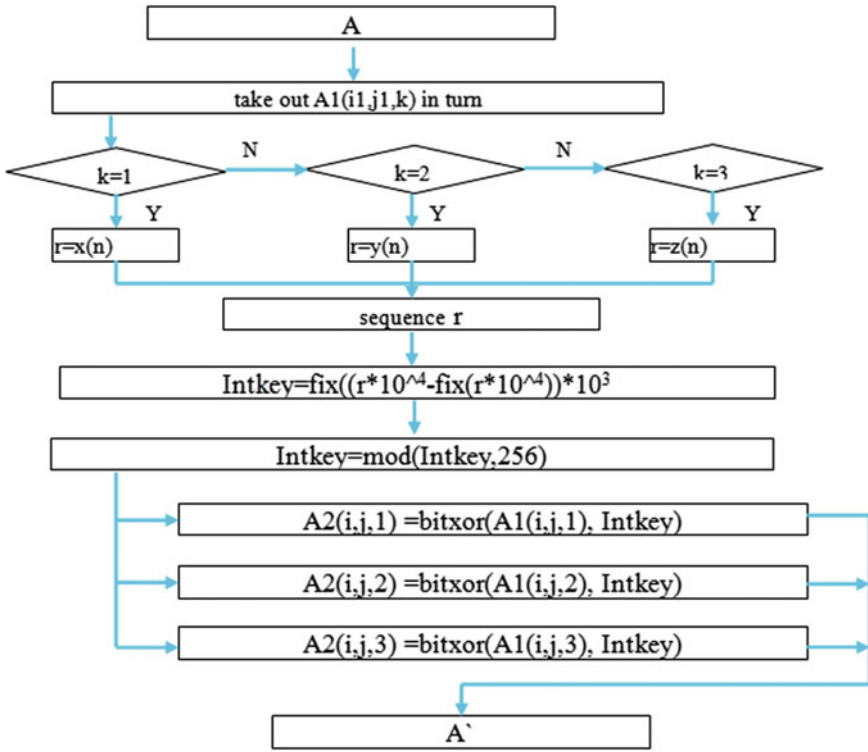 A
take out A1(i1,j1,k) in turn
N
N
k=1
k=2
k=3
Y
Y
Y
r=x(n)
r=y(n)
r=z(n)
sequence r
Intkey=fix((r*10^4-fix(r*10^4))*10³
Intkey=mod(Intkey,256)
A2(i,j,1) =bitxor(A1(i,j,1), Intkey)
A2(i,j,2) =bitxor(A1(i,j,2), Intkey)
A2(i,j,3) =bitxor(A1(i,j,3), Intkey)
A`